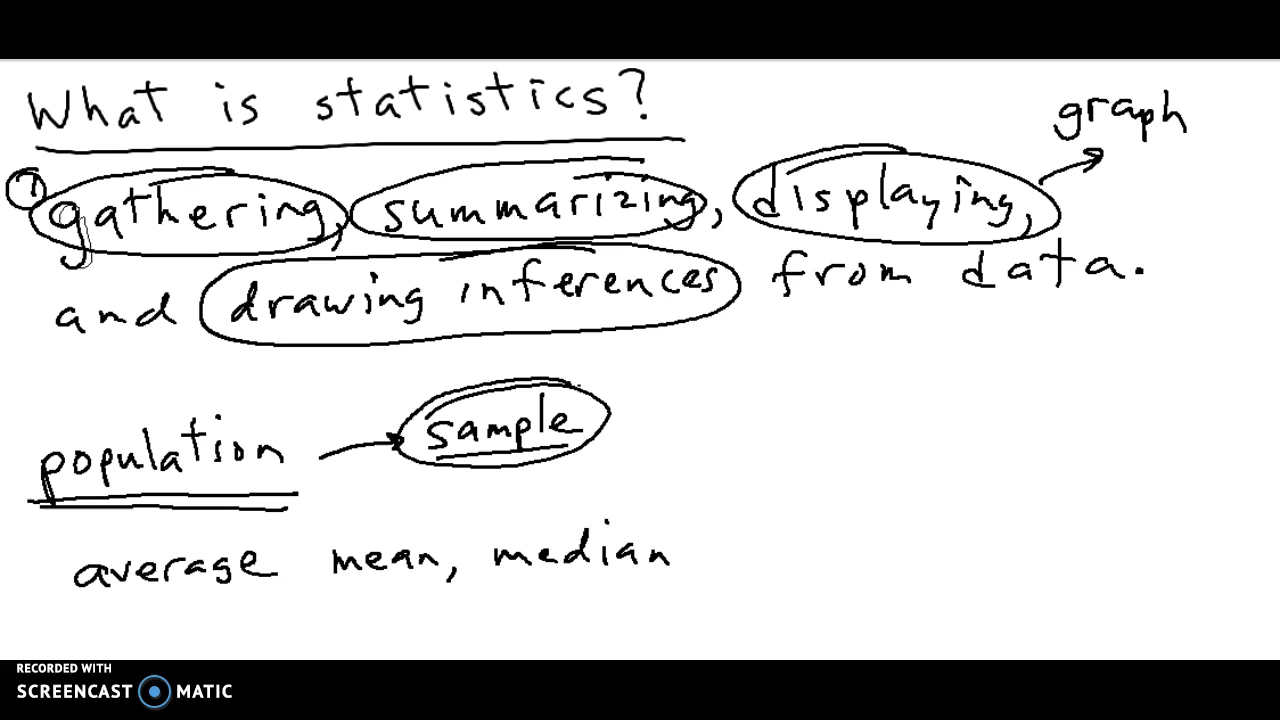 What is statistics?
graph
gathering, summarizing, displaying,
and drawing inferences from data.
population → sample
average mean, median
RECORDED WITH
SCREENCAST MATIC